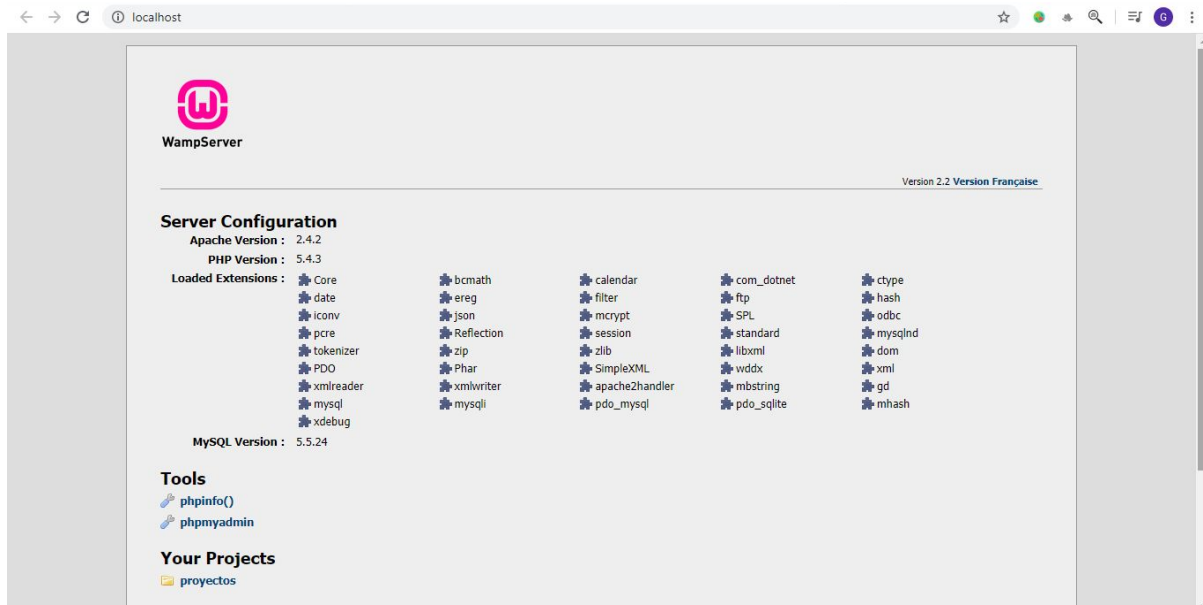 localhost
G
WampServer
Version 2.2 Version Française
Server Configuration
Apache Version : 2.4.2
PHP Version : 5.4.3
Loaded Extensions : Core bcmath calendar com_dotnet ctype
date ereg filter ftp hash
iconv json mcrypt SPL odbc
pcre Reflection session standard mysqlnd
tokenizer zip zlib libxml dom
PDO Phar SimpleXML wddx xml
xmlreader xmlwriter apache2handler mbstring gd
mysql mysqli pdo_mysql pdo_sqlite mhash
xdebug
MySQL Version : 5.5.24
Tools
phpinfo()
phpmyadmin
Your Projects
proyectos